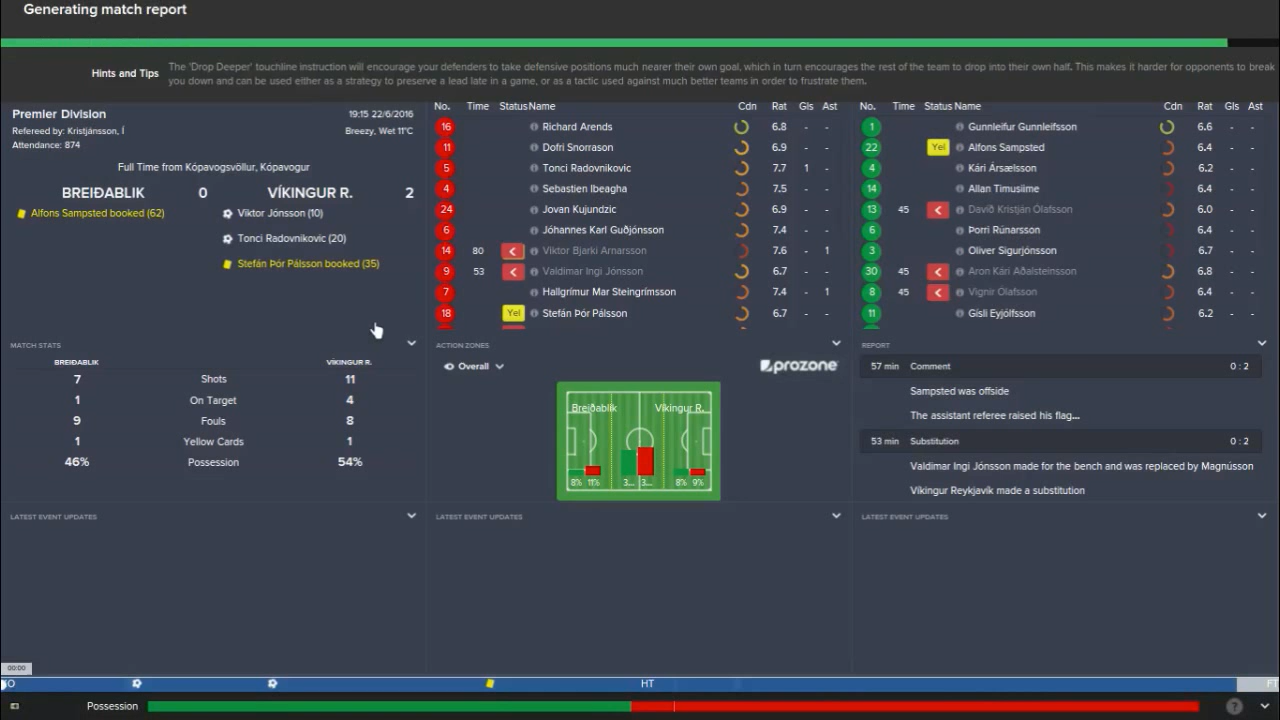 Generating match report
Hints and Tips
The 'Drop Deeper' touchline instruction will encourage your defenders to take defensive positions much nearer their own goal, which in turn encourages the rest of the team to drop into their own half. This makes it harder for opponents to break
you down and can be used either as a strategy to preserve a lead late in a game, or as a tactic used against much better teams in order to frustrate them.
Premier Division 19:15 22/6/2016
Refereed by: Kristjánsson, Í Breezy, Wet 11°C
Attendance: 874
Full Time from Kópavogsvöllur, Kópavogur
BREIÐABLIK 0 VÍKINGUR R. 2
Alfons Sampsted booked (62) Viktor Jónsson (10)
Tonci Radovnikovic (20)
Stefán Þór Pálsson booked (35)
No. Time Status Name Cdn Rat Gls Ast
16 Richard Arends 6.8 - -
11 Dofri Snorrason 6.9 - -
5 Tonci Radovnikovic 7.7 1 -
4 Sebastien Ibeagha 7.5 - -
24 Jovan Kujundzic 6.9 - -
6 Jóhannes Karl Guðjónsson 7.4 - -
14 80 Viktor Bjarki Arnarsson 7.6 - 1
9 53 Valdimar Ingi Jónsson 6.7 - -
7 Hallgrímur Mar Steingrímsson 7.4 - 1
18 Yel Stefán Þór Pálsson 6.7 - -
No. Time Status Name Cdn Rat Gls Ast
1 Gunnleifur Gunnleifsson 6.6 - -
22 Yel Alfons Sampsted 6.4 - -
4 Kári Ársælsson 6.2 - -
14 Allan Timusiime 6.4 - -
13 45 Davíð Kristján Ólafsson 6.0 - -
6 Þorri Rúnarsson 6.4 - -
3 Oliver Sigurjónsson 6.7 - -
30 45 Aron Kári Aðalsteinsson 6.8 - -
8 45 Vignir Ólafsson 6.4 - -
11 Gísli Eyjólfsson 6.2 - -
MATCH STATS
BREIÐABLIK VÍKINGUR R.
7 Shots 11
1 On Target 4
9 Fouls 8
1 Yellow Cards 1
46% Possession 54%
ACTION ZONES
Overall prozone
Breiðablik Víkingur R.
8% 11% 3... 3... 8% 9%
REPORT
57 min Comment 0 : 2
Sampsted was offside
The assistant referee raised his flag...
53 min Substitution 0 : 2
Valdimar Ingi Jónsson made for the bench and was replaced by Magnússon
Víkingur Reykjavík made a substitution
LATEST EVENT UPDATES
LATEST EVENT UPDATES
LATEST EVENT UPDATES
00:00
HT
Possession